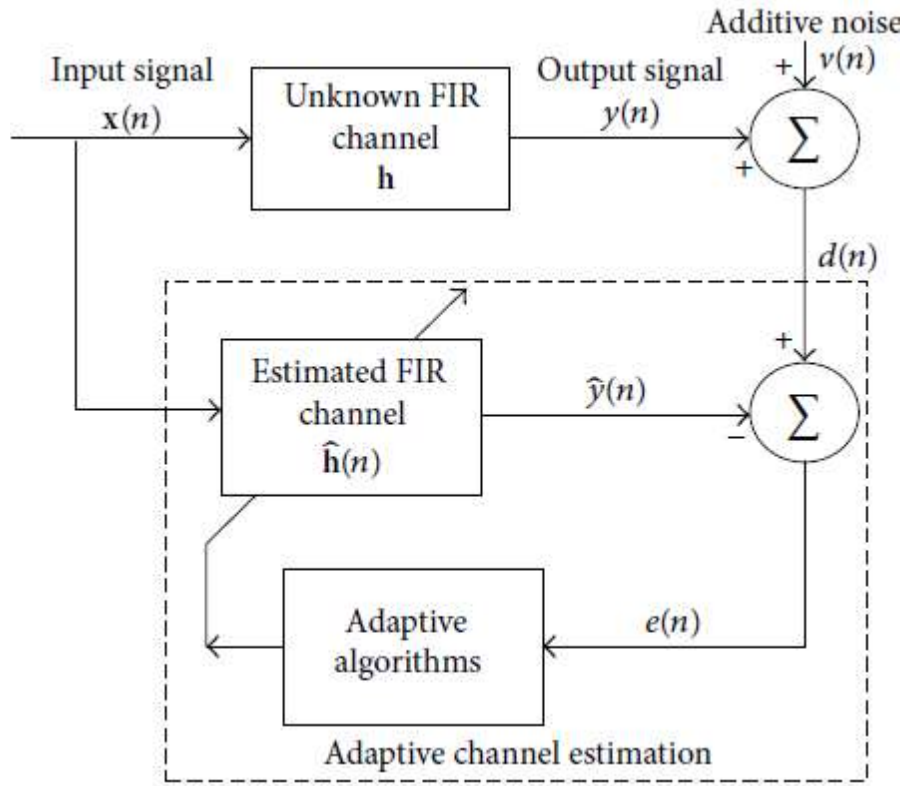 Additive noise
Input signal
x(n)
Unknown FIR
channel
h
Output signal
y(n)
+
v(n)
+
∑
d(n)
Estimated FIR
channel
ĥ(n)
ŷ(n)
+
−
∑
Adaptive
algorithms
e(n)
Adaptive channel estimation